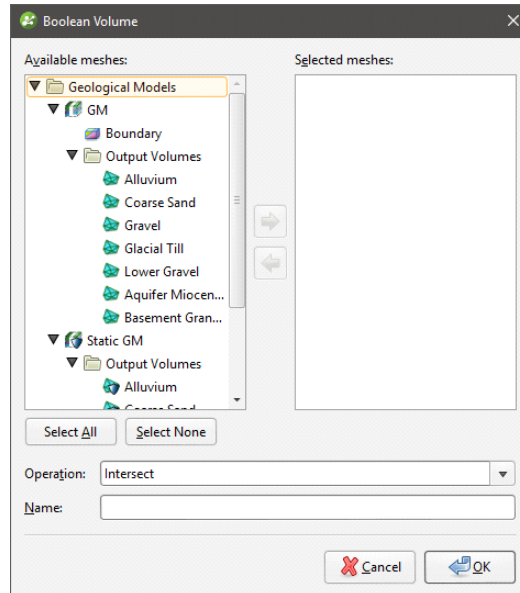 Boolean Volume
Available meshes:
Selected meshes:
Geological Models
GM
Boundary
Output Volumes
Alluvium
Coarse Sand
Gravel
Glacial Till
Lower Gravel
Aquifer Miocen...
Basement Gran...
Static GM
Output Volumes
Alluvium
Coarse Sand
Select All
Select None
Operation:
Intersect
Name:
Cancel
OK